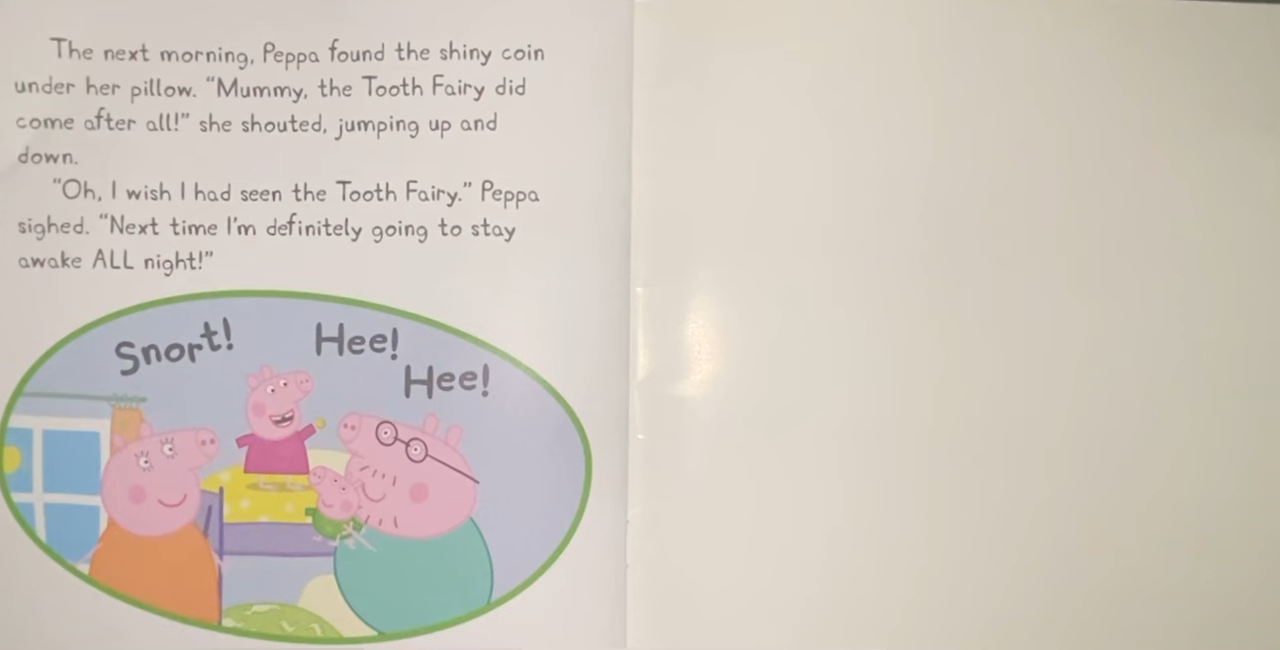 The next morning, Peppa found the shiny coin
under her pillow. “Mummy, the Tooth Fairy did
come after all!” she shouted, jumping up and
down.
“Oh, I wish I had seen the Tooth Fairy.” Peppa
sighed. “Next time I’m definitely going to stay
awake ALL night!”
Snort!
Hee!
Hee!